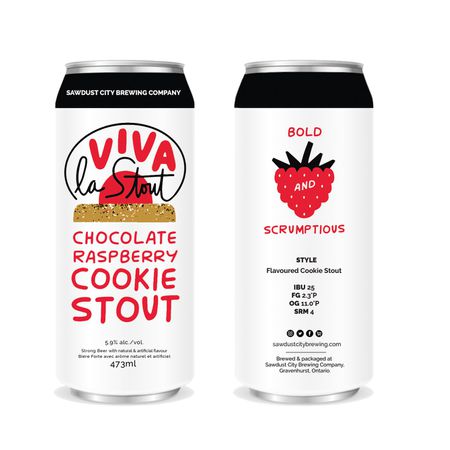 SAWDUST CITY BREWING COMPANY
VIVA
la Stout
CHOCOLATE
RASPBERRY
COOKIE
STOUT
5.9% alc./vol.
Strong Beer with natural & artificial flavour
Bière Forte avec arôme naturel et artificiel
473ml
BOLD
AND
SCRUMPTIOUS
STYLE
Flavoured Cookie Stout
IBU 25
FG 2.3°P
OG 11.0°P
SRM 4
sawdustcitybrewing.com
Brewed & packaged at
Sawdust City Brewing Company,
Gravenhurst, Ontario.